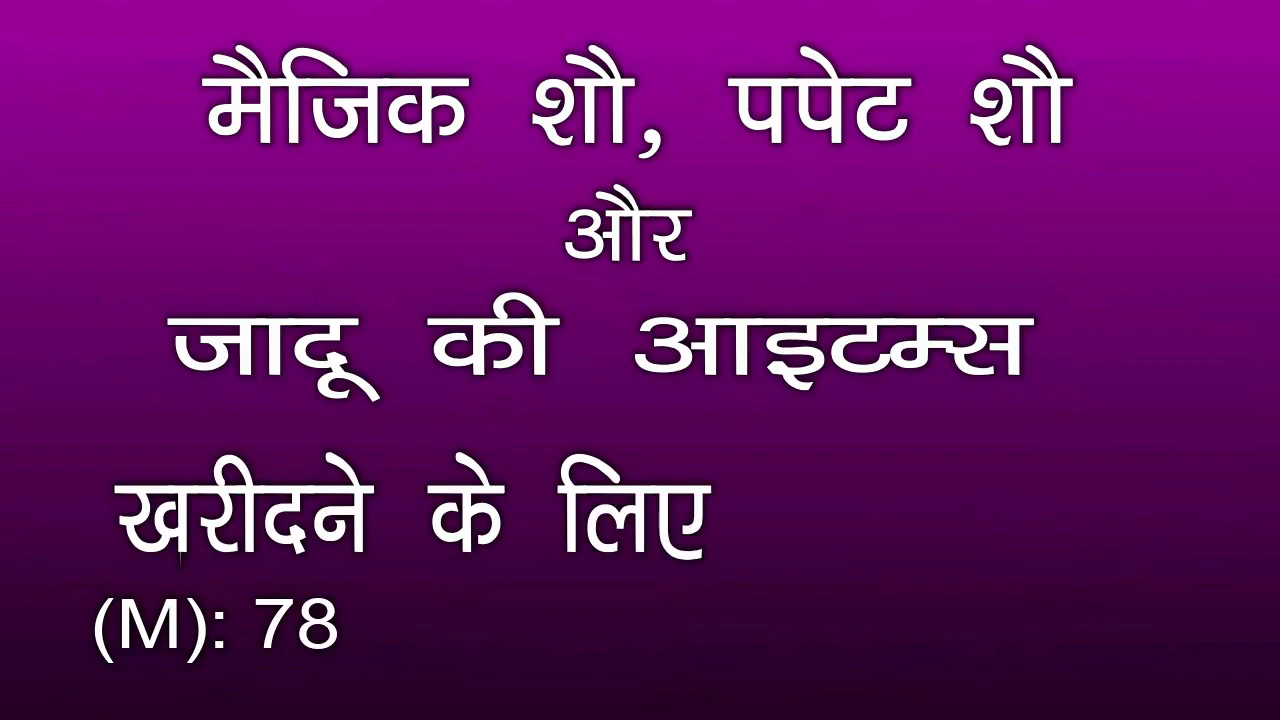 मैजिक शौ, पपेट शौ
और
जादू की आइटम्स
खरीदने के लिए
(M): 78